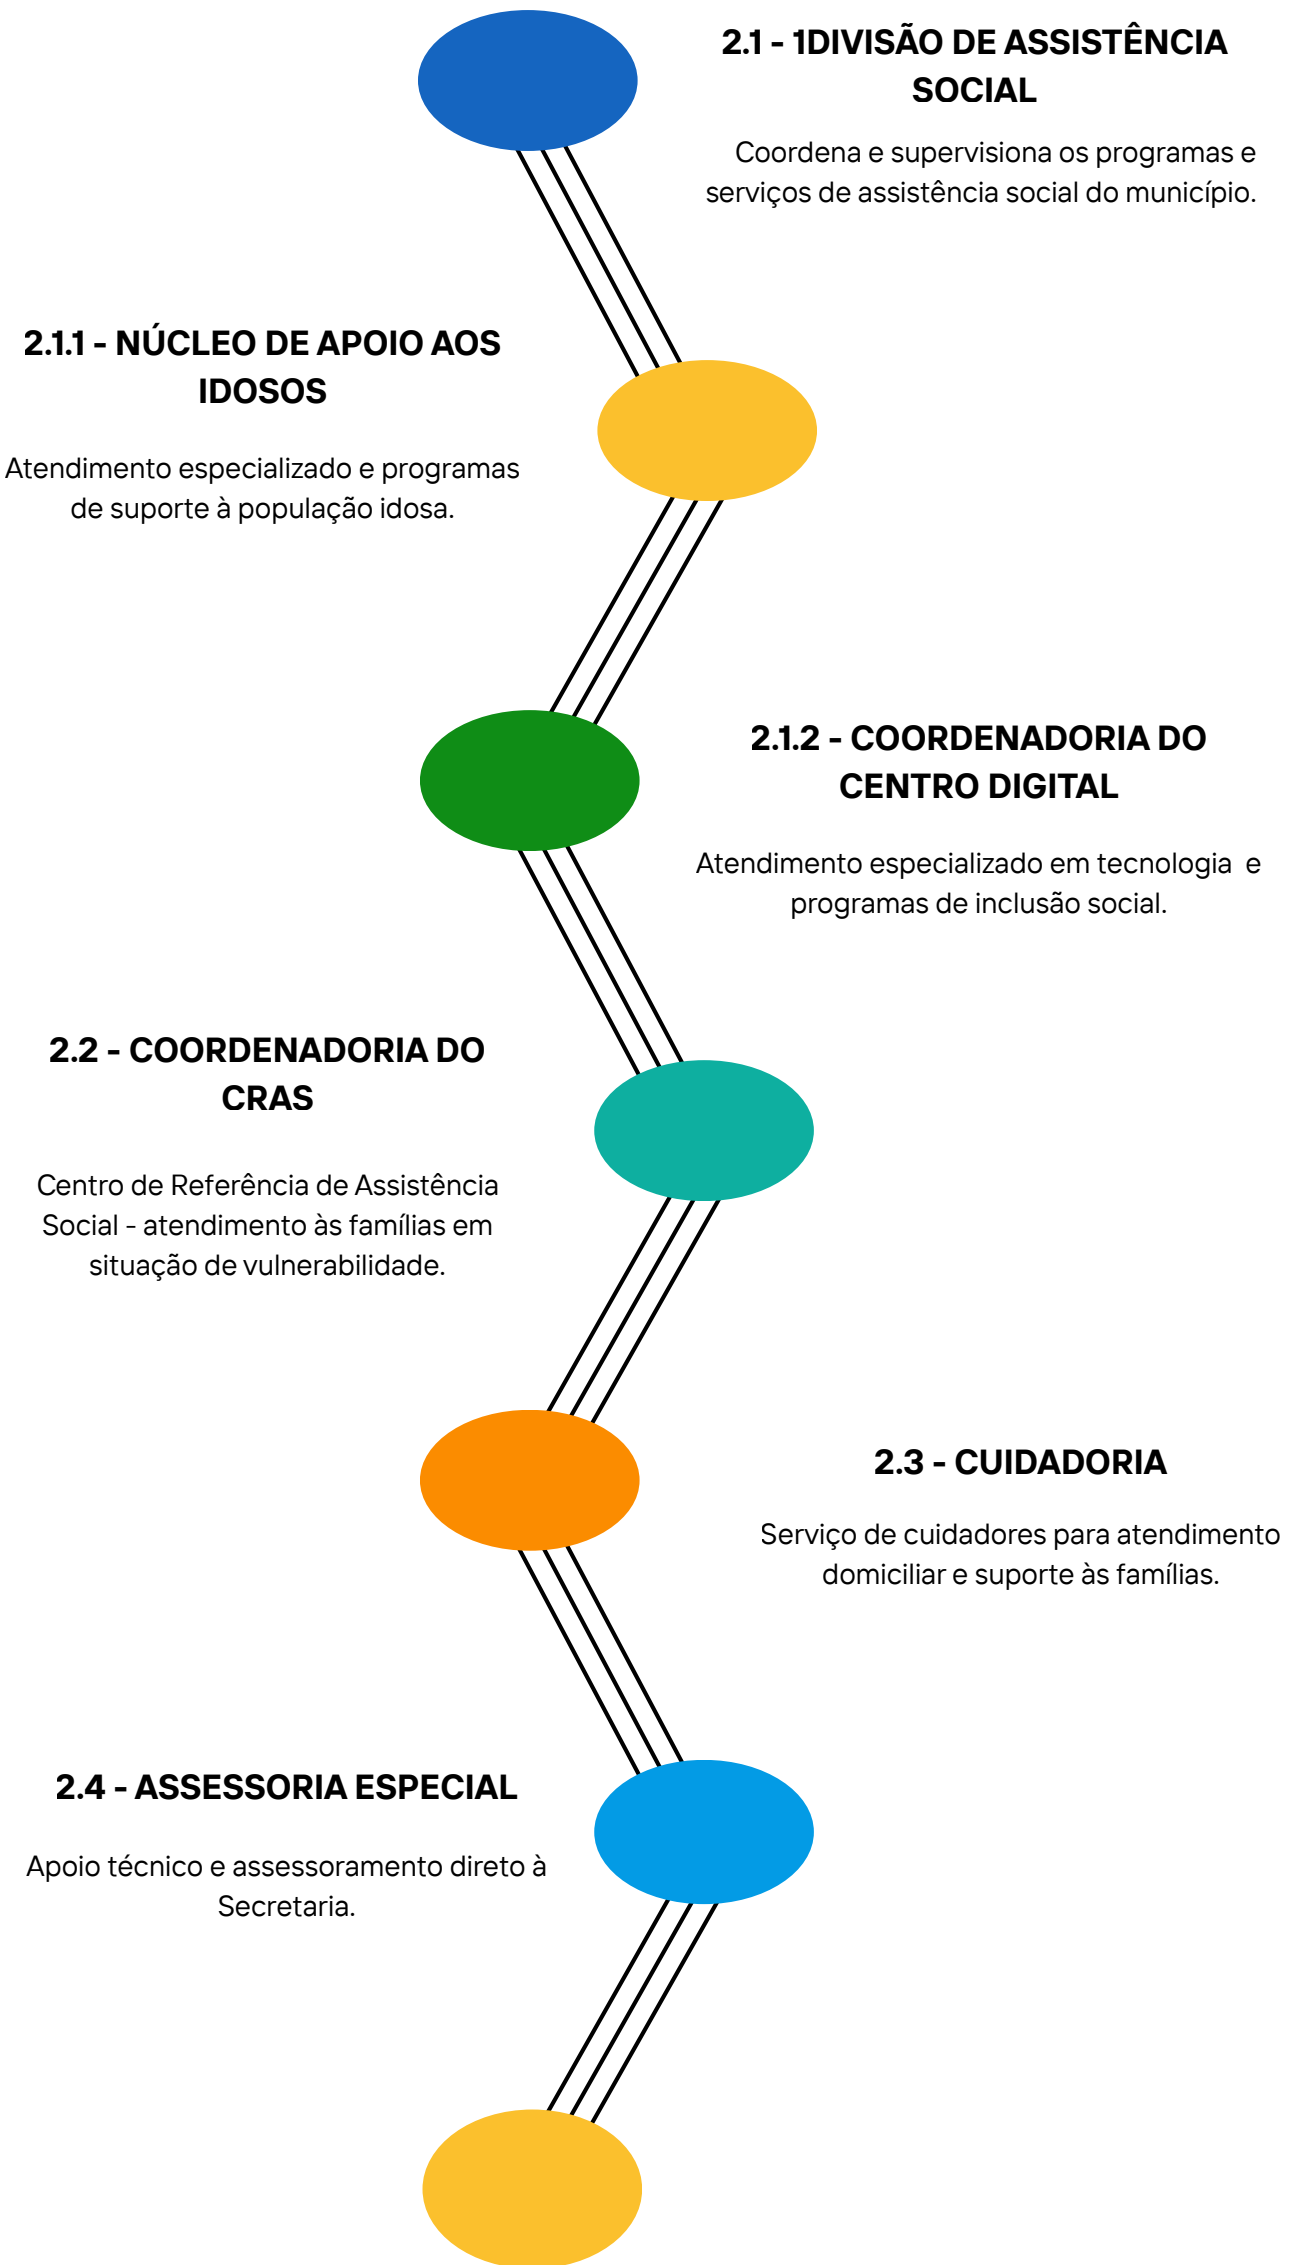 2.1 - 1DIVISÃO DE ASSISTÊNCIA
SOCIAL
Coordena e supervisiona os programas e
serviços de assistência social do município.
2.1.1 - NÚCLEO DE APOIO AOS
IDOSOS
Atendimento especializado e programas
de suporte à população idosa.
2.1.2 - COORDENADORIA DO
CENTRO DIGITAL
Atendimento especializado em tecnologia e
programas de inclusão social.
2.2 - COORDENADORIA DO
CRAS
Centro de Referência de Assistência
Social - atendimento às famílias em
situação de vulnerabilidade.
2.3 - CUIDADORIA
Serviço de cuidadores para atendimento
domiciliar e suporte às famílias.
2.4 - ASSESSORIA ESPECIAL
Apoio técnico e assessoramento direto à
Secretaria.